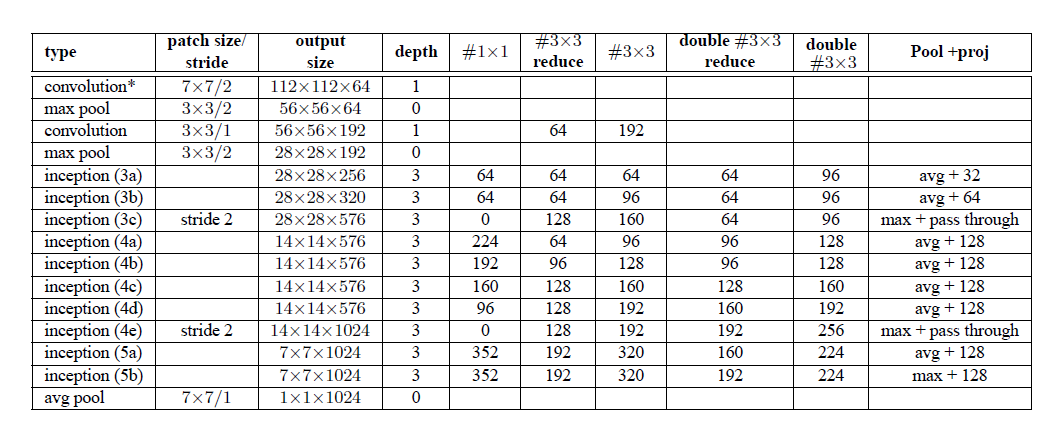 type patch size/ stride output size depth #1×1 #3×3 reduce #3×3 double #3×3 reduce double #3×3 Pool +proj
convolution* 7×7/2 112×112×64 1
max pool 3×3/2 56×56×64 0
convolution 3×3/1 56×56×192 1 64 192
max pool 3×3/2 28×28×192 0
inception (3a) 28×28×256 3 64 64 64 64 96 avg + 32
inception (3b) 28×28×320 3 64 64 96 64 96 avg + 64
inception (3c) stride 2 28×28×576 3 0 128 160 64 96 max + pass through
inception (4a) 14×14×576 3 224 64 96 96 128 avg + 128
inception (4b) 14×14×576 3 192 96 128 96 128 avg + 128
inception (4c) 14×14×576 3 160 128 160 128 160 avg + 128
inception (4d) 14×14×576 3 96 128 192 160 192 avg + 128
inception (4e) stride 2 14×14×1024 3 0 128 192 192 256 max + pass through
inception (5a) 7×7×1024 3 352 192 320 160 224 avg + 128
inception (5b) 7×7×1024 3 352 192 320 192 224 max + 128
avg pool 7×7/1 1×1×1024 0